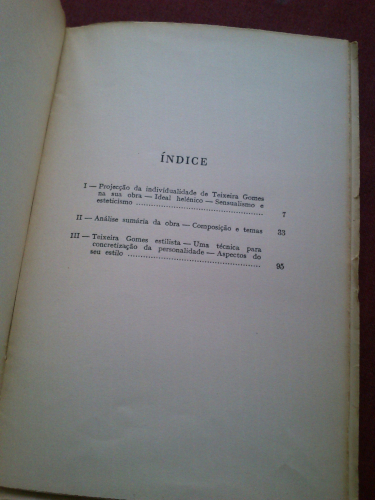 ÍNDICE
I — Projecção da individualidade de Teixeira Gomes
na sua obra — Ideal helénico — Sensualismo e
esteticismo ........................................ 7
II — Análise sumária da obra — Composição e temas 33
III — Teixeira Gomes estilista — Uma técnica para
concretização da personalidade — Aspectos do
seu estilo ........................................ 95